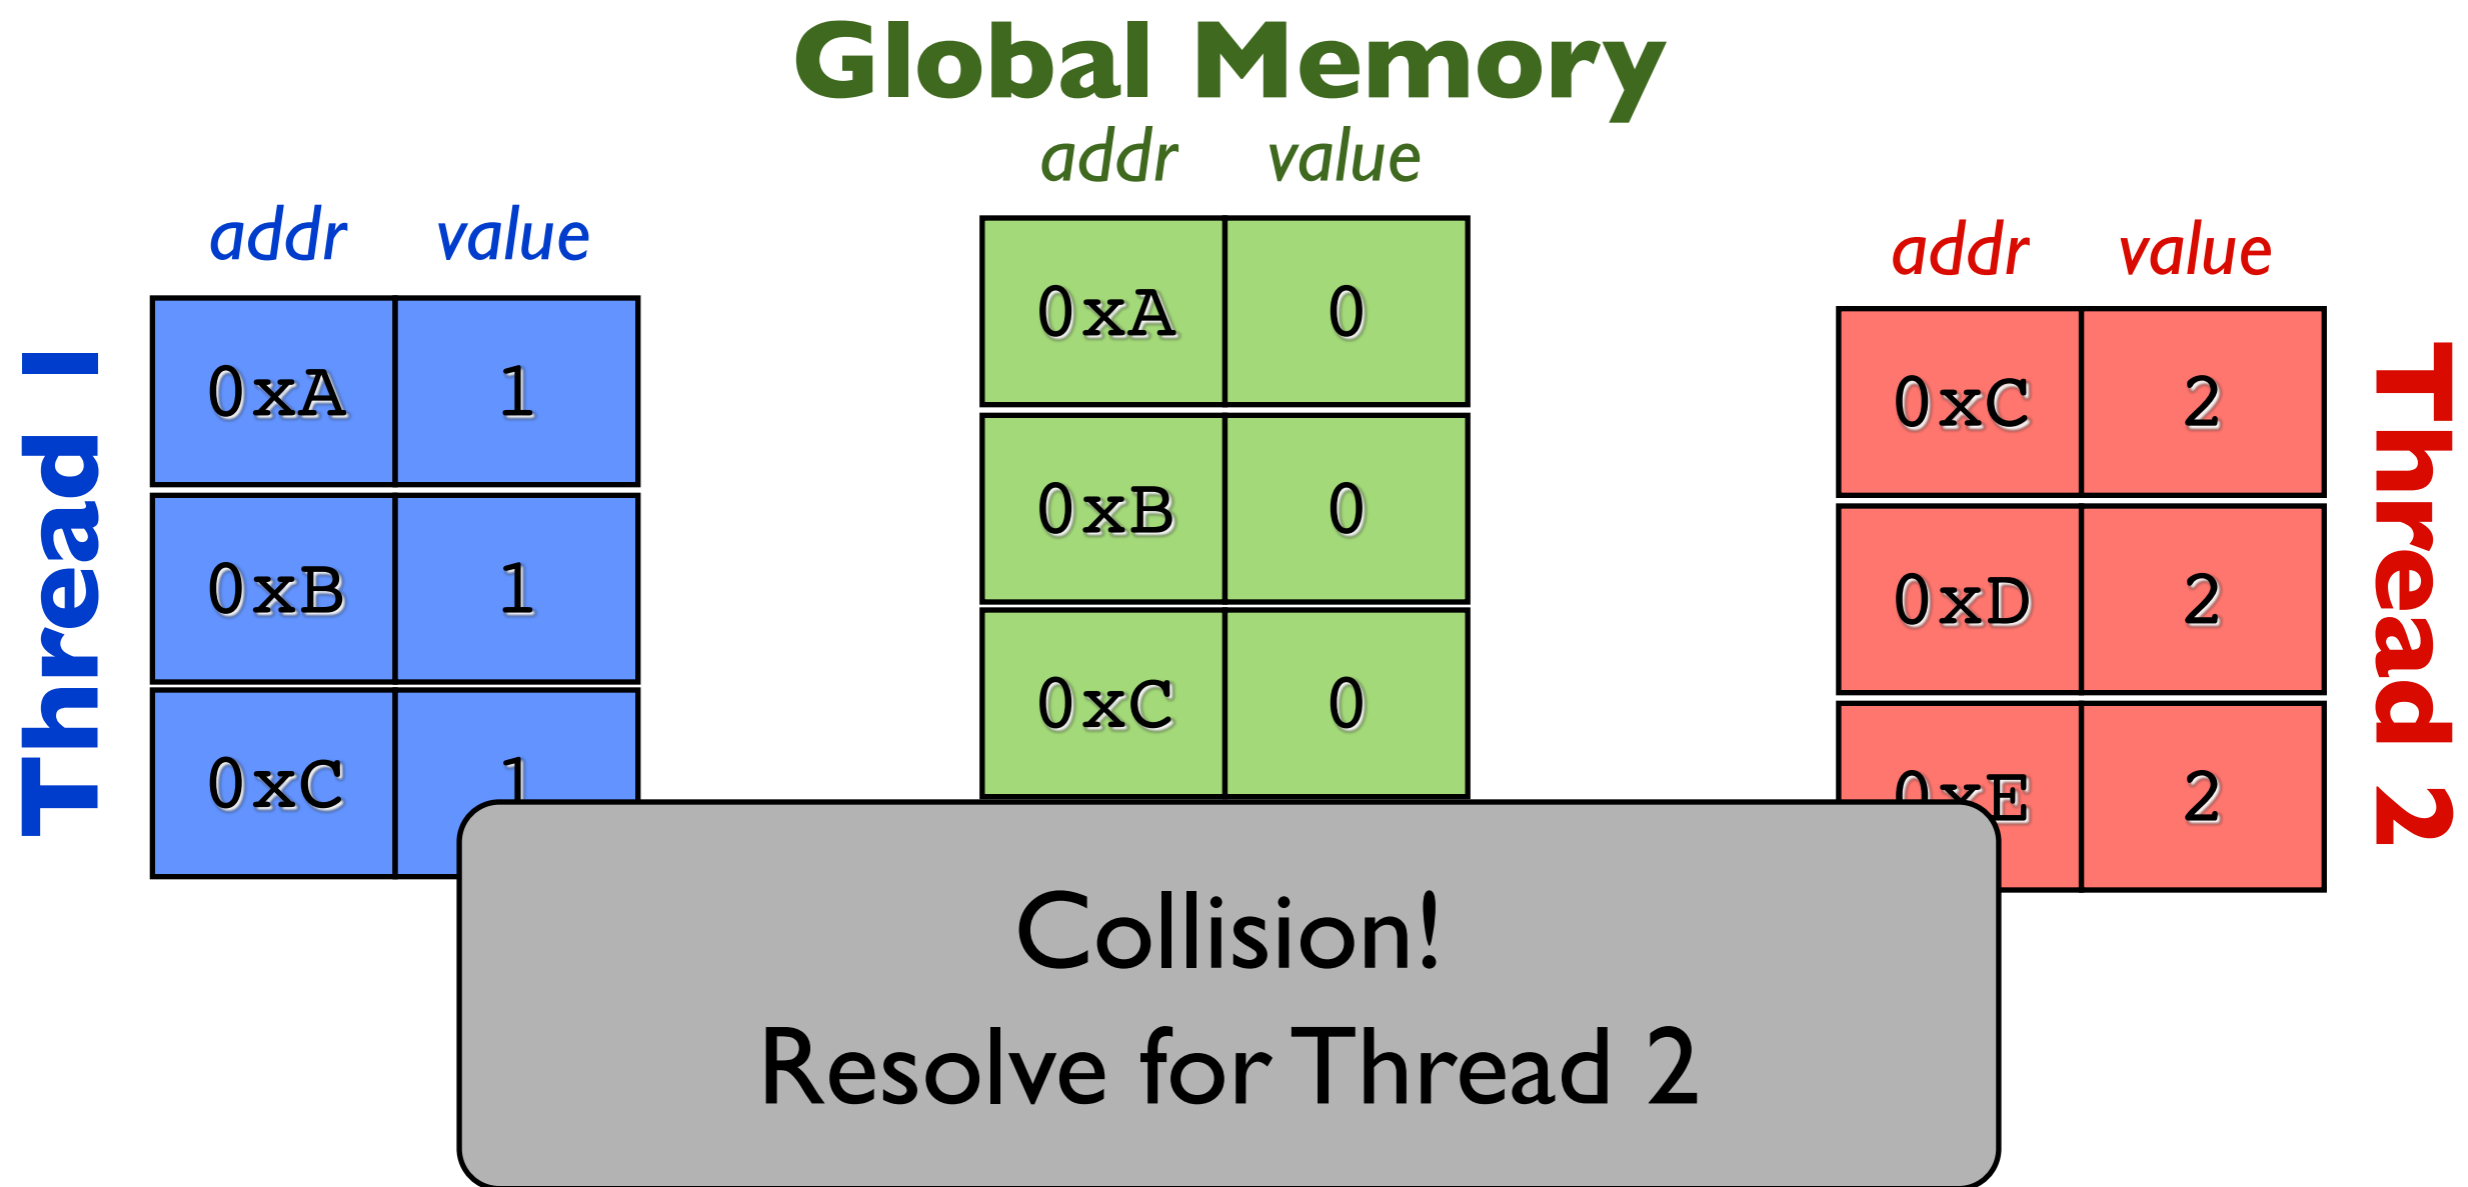 Global Memory
addr value
0xA 0
0xB 0
0xC 0
Thread 1
addr value
0xA 1
0xB 1
0xC 1
addr value
0xC 2
0xD 2
0xE 2
Thread 2
Collision!
Resolve for Thread 2